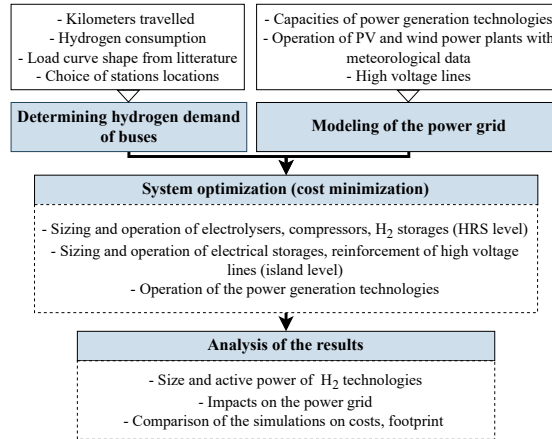 - Kilometers travelled
- Hydrogen consumption
- Load curve shape from litterature
- Choice of stations locations
- Capacities of power generation technologies
- Operation of PV and wind power plants with
meteorological data
- High voltage lines
Determining hydrogen demand
of buses
Modeling of the power grid
System optimization (cost minimization)
- Sizing and operation of electrolysers, compressors, H2 storages (HRS level)
- Sizing and operation of electrical storages, reinforcement of high voltage
lines (island level)
- Operation of the power generation technologies
Analysis of the results
- Size and active power of H2 technologies
- Impacts on the power grid
- Comparison of the simulations on costs, footprint